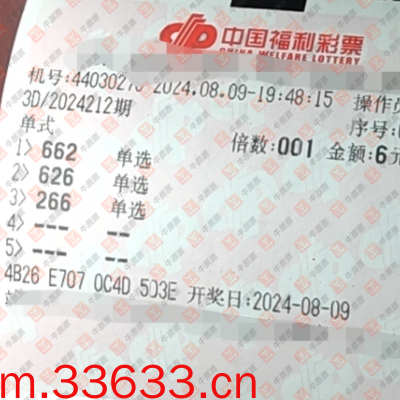 中国福利彩票
CHINA WELFARE LOTTERY
2024.08.09-19:48:15 操作员
3D/2024212期 序号:
单式 倍数:001 金额:6元
1> 662 单选
2> 626 单选
3> 266 单选
4> --- --
5> --- --
4B26 E707 0C4D 5D3E 开奖日:2024-08-09
m.33633.cn